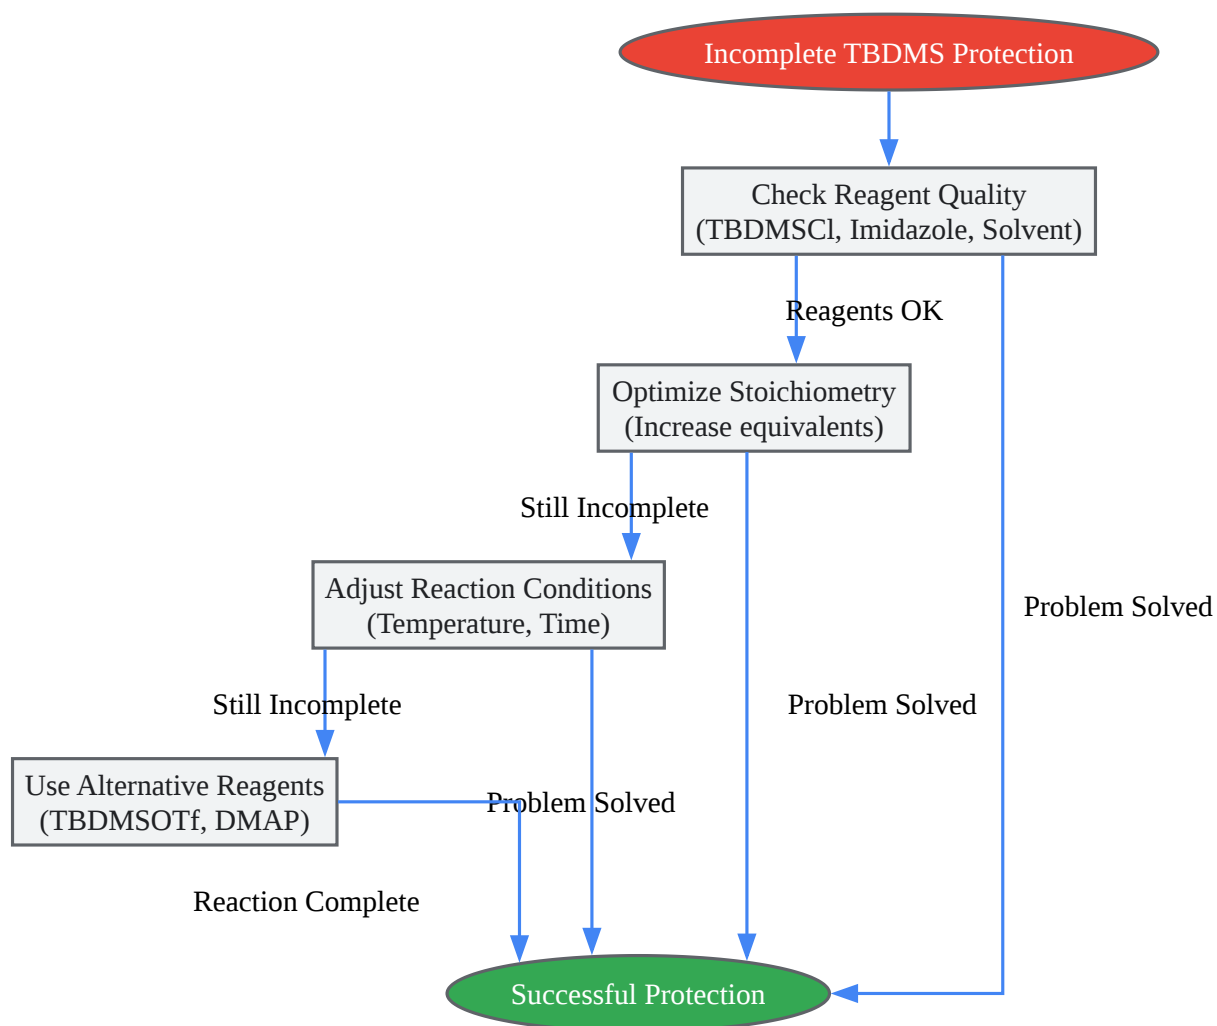 Incomplete TBDMS Protection
Check Reagent Quality
(TBDMSCl, Imidazole, Solvent)
Reagents OK
Optimize Stoichiometry
(Increase equivalents)
Still Incomplete
Adjust Reaction Conditions
(Temperature, Time)
Problem Solved
Still Incomplete
Problem Solved
Use Alternative Reagents
(TBDMSOTf, DMAP)
Problem Solved
Reaction Complete
Successful Protection